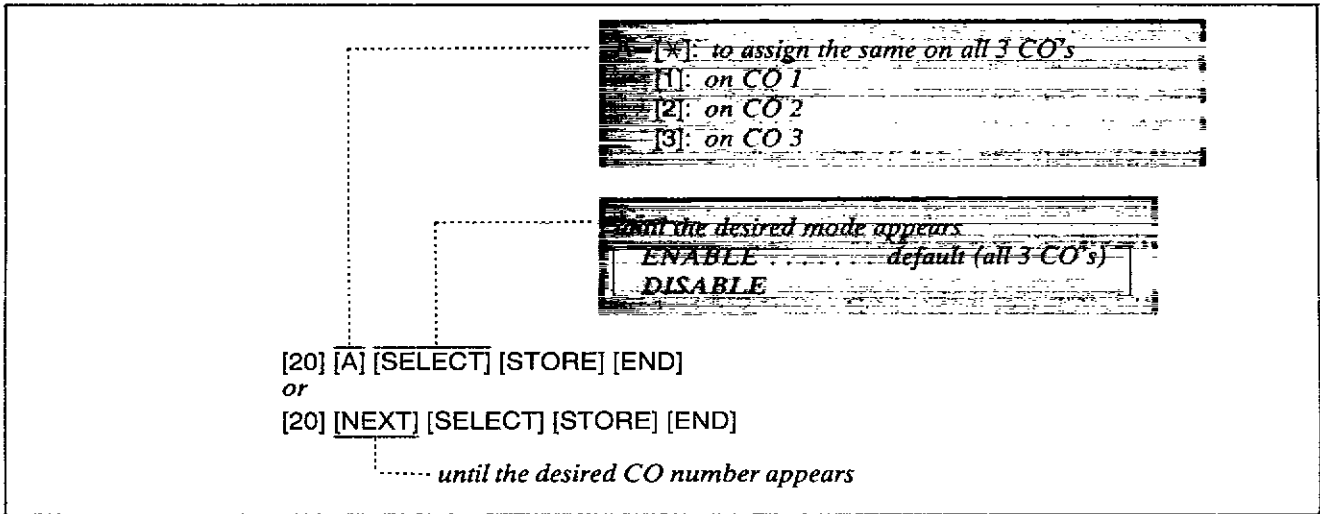 [*]: to assign the same on all 3 CO's
[1]: on CO 1
[2]: on CO 2
[3]: on CO 3
until the desired mode appears
ENABLE ....... default (all 3 CO's)
DISABLE
[20] [A] [SELECT] [STORE] [END]
or
[20] [NEXT] [SELECT] [STORE] [END]
until the desired CO number appears